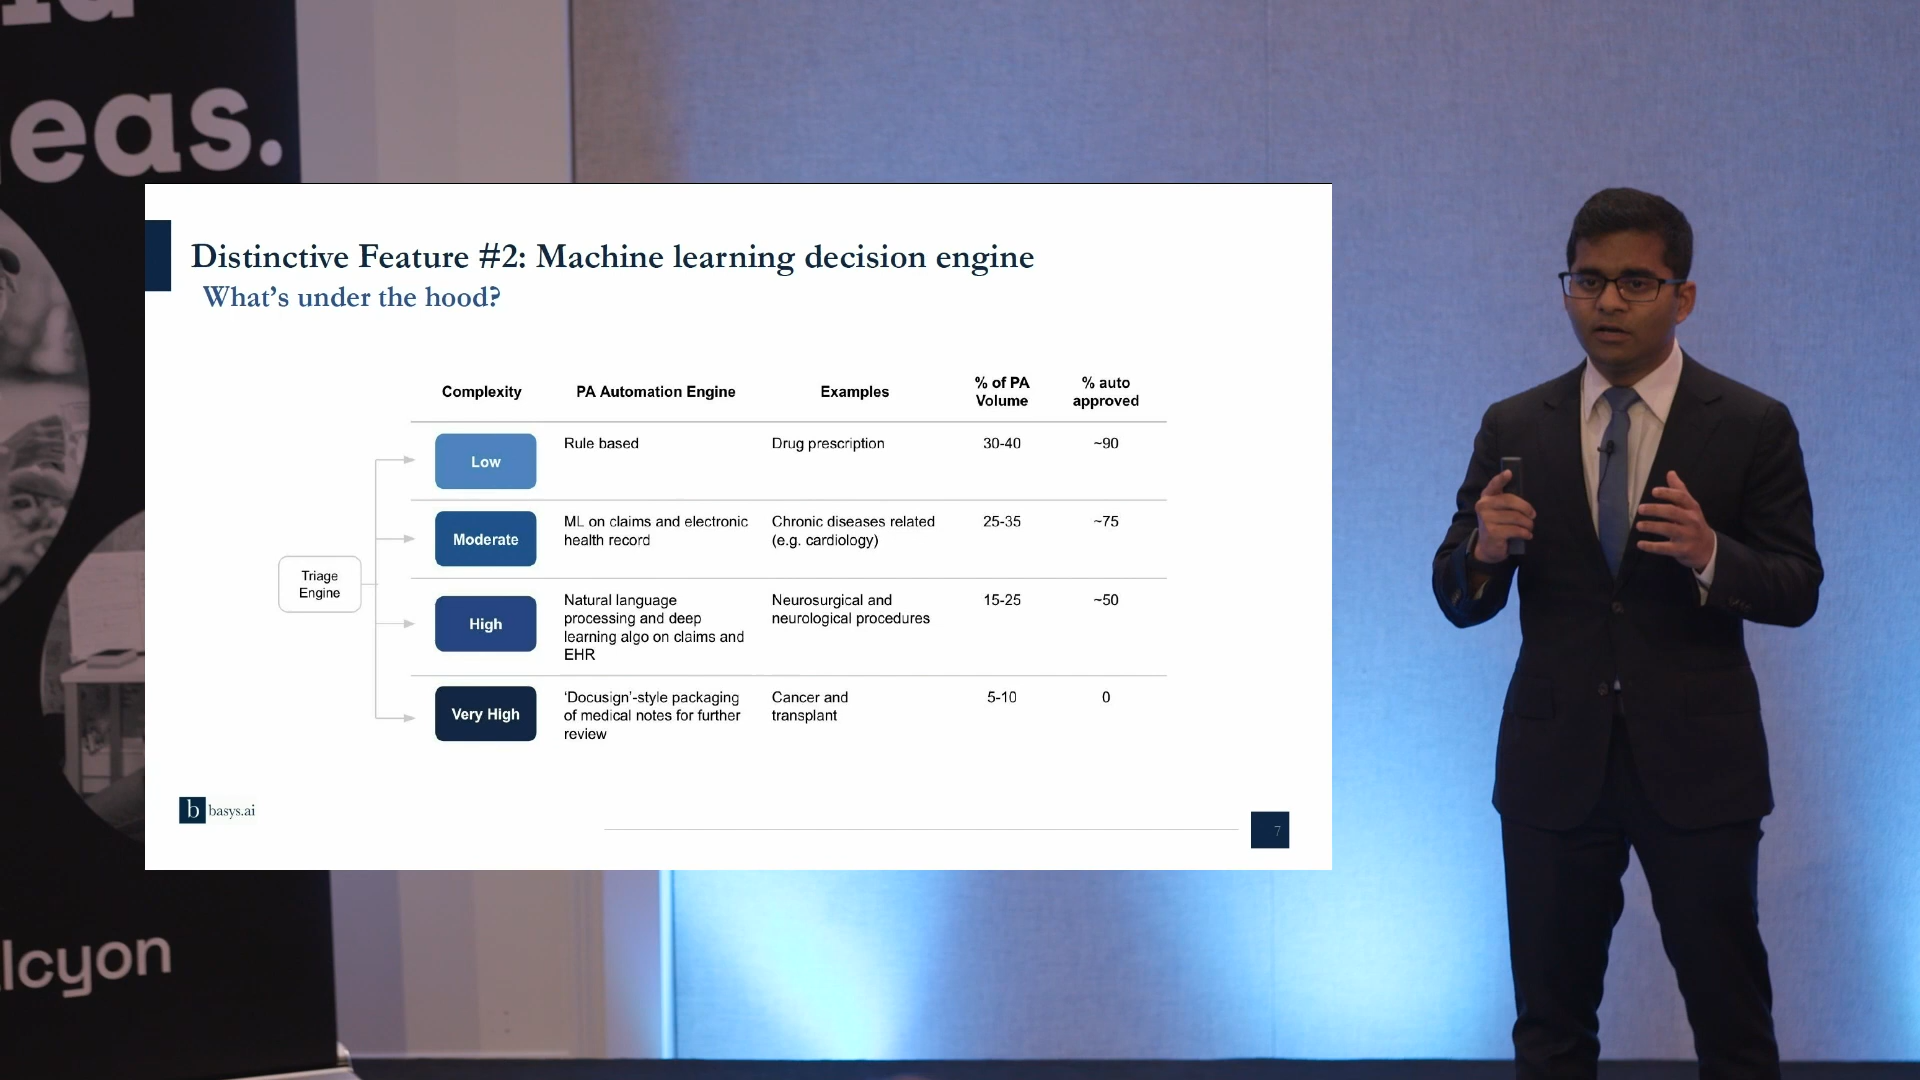 eas.
Distinctive Feature #2: Machine learning decision engine
What's under the hood?
Complexity PA Automation Engine Examples % of PA Volume % auto approved
Triage
Engine
Low
Rule based
Drug prescription
30-40
~90
Moderate
ML on claims and electronic
health record
Chronic diseases related
(e.g. cardiology)
25-35
~75
High
Natural language
processing and deep
learning algo on claims and
EHR
Neurosurgical and
neurological procedures
15-25
~50
Very High
‘Docusign’-style packaging
of medical notes for further
review
Cancer and
transplant
5-10
0
b basys.ai
7
lcyon